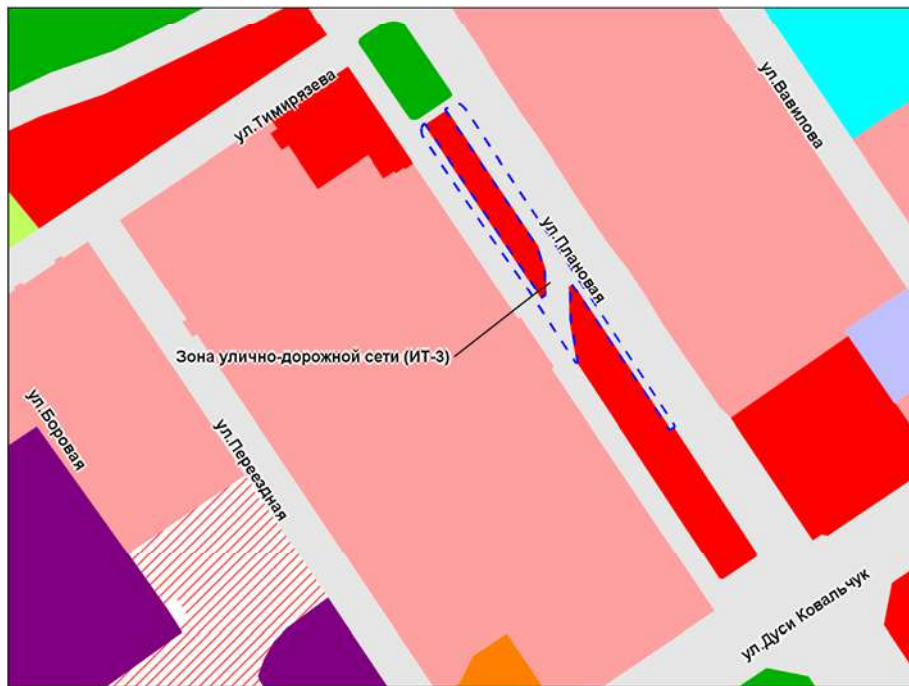 ул.Тимирязева
ул.Вавилова
ул.Плановая
Зона улично-дорожной сети (ИТ-3)
ул.Боровая
ул.Переездная
ул.Дуси Ковальчук